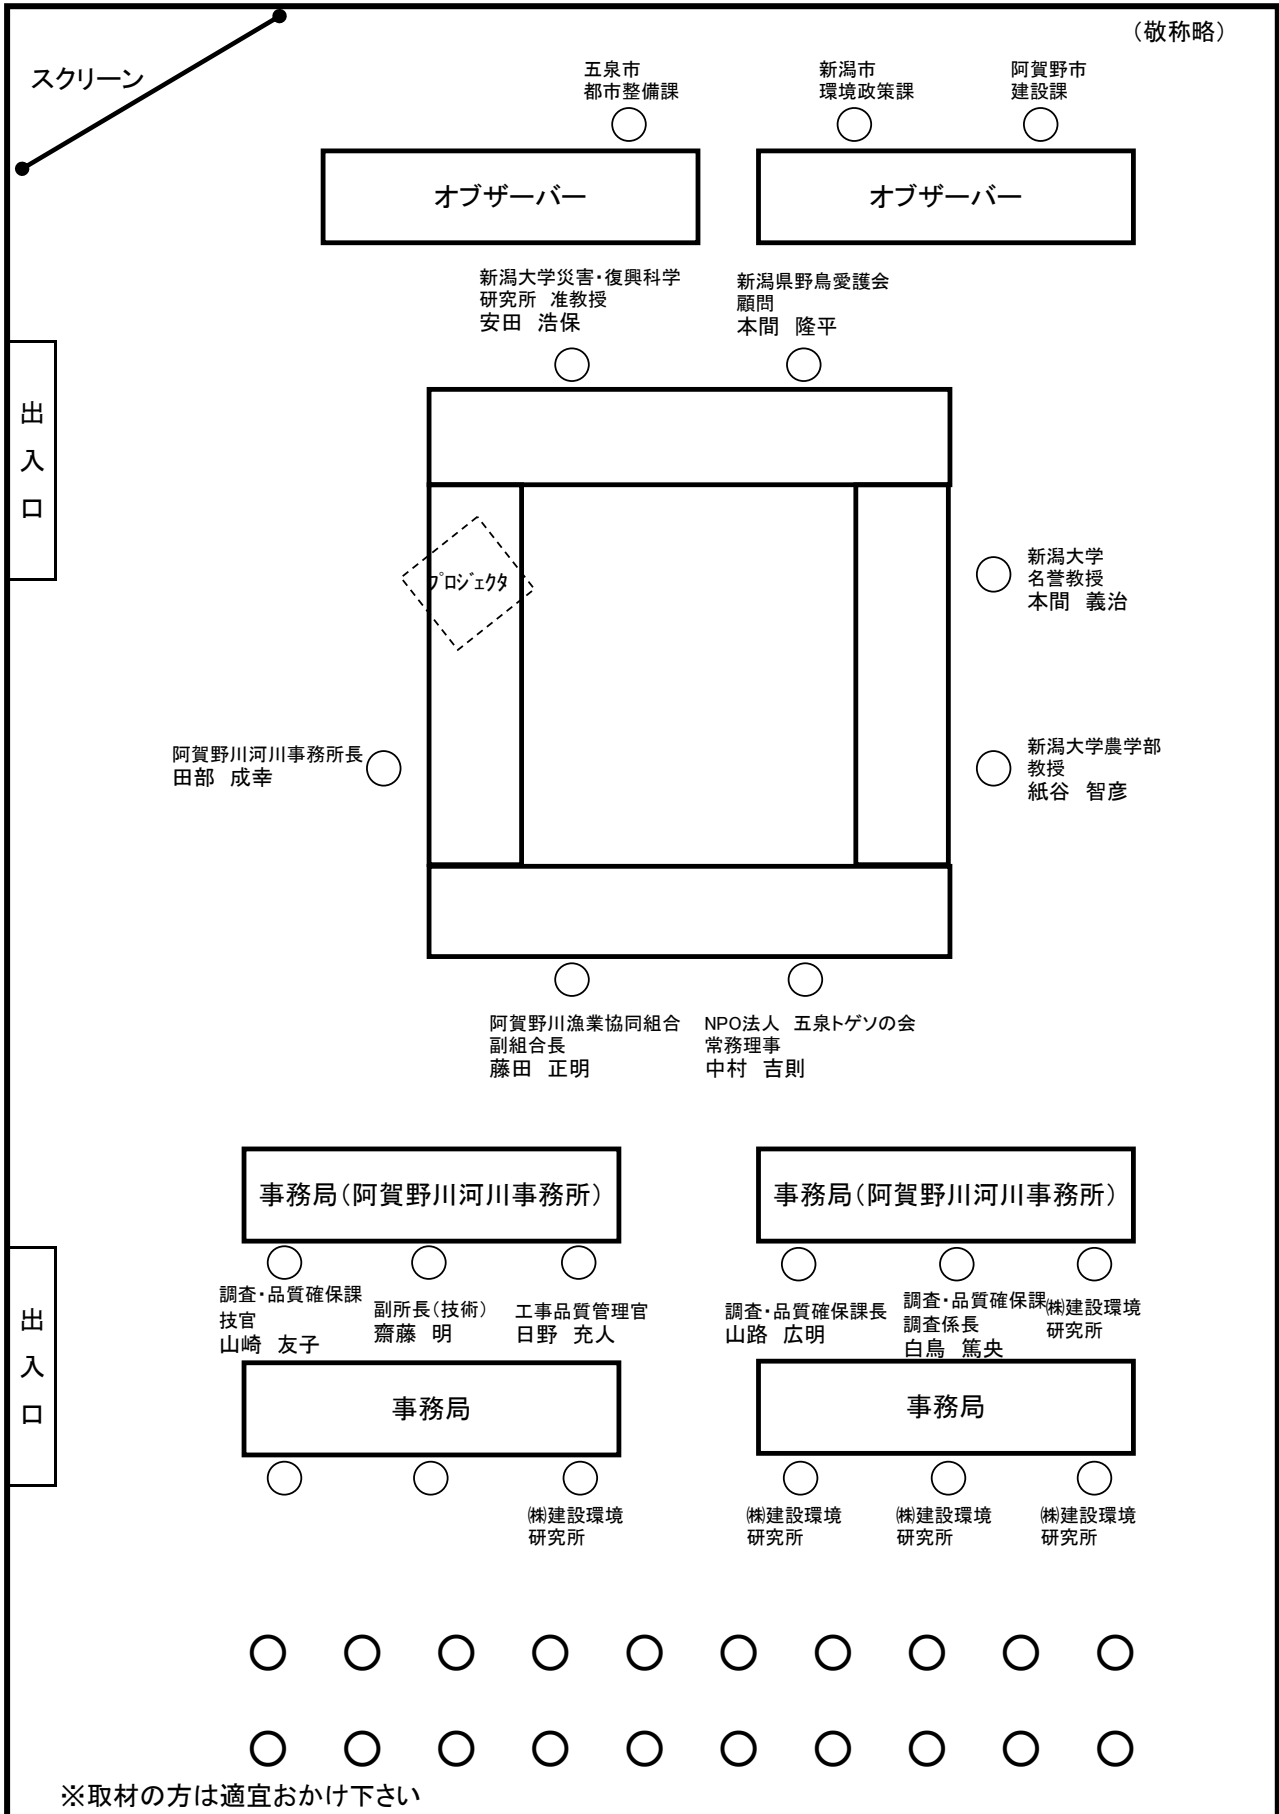 （敬称略）
スクリーン
五泉市
都市整備課
新潟市
環境政策課
阿賀野市
建設課
オブザーバー
オブザーバー
新潟大学災害・復興科学
研究所 准教授
安田 浩保
新潟県野鳥愛護会
顧問
本間 隆平
出
入
口
プロジェクタ
新潟大学
名誉教授
本間 義治
阿賀野川河川事務所長
田部 成幸
新潟大学農学部
教授
紙谷 智彦
阿賀野川漁業協同組合
副組合長
藤田 正明
NPO法人 五泉トゲソの会
常務理事
中村 吉則
事務局（阿賀野川河川事務所）
事務局（阿賀野川河川事務所）
調査・品質確保課
技官
山崎 友子
副所長（技術）
齋藤 明
工事品質管理官
日野 充人
調査・品質確保課長
山路 広明
調査・品質確保課
調査係長
白鳥 篤央
㈱建設環境
研究所
出
入
口
事務局
事務局
㈱建設環境
研究所
㈱建設環境
研究所
㈱建設環境
研究所
㈱建設環境
研究所
※取材の方は適宜おかけ下さい